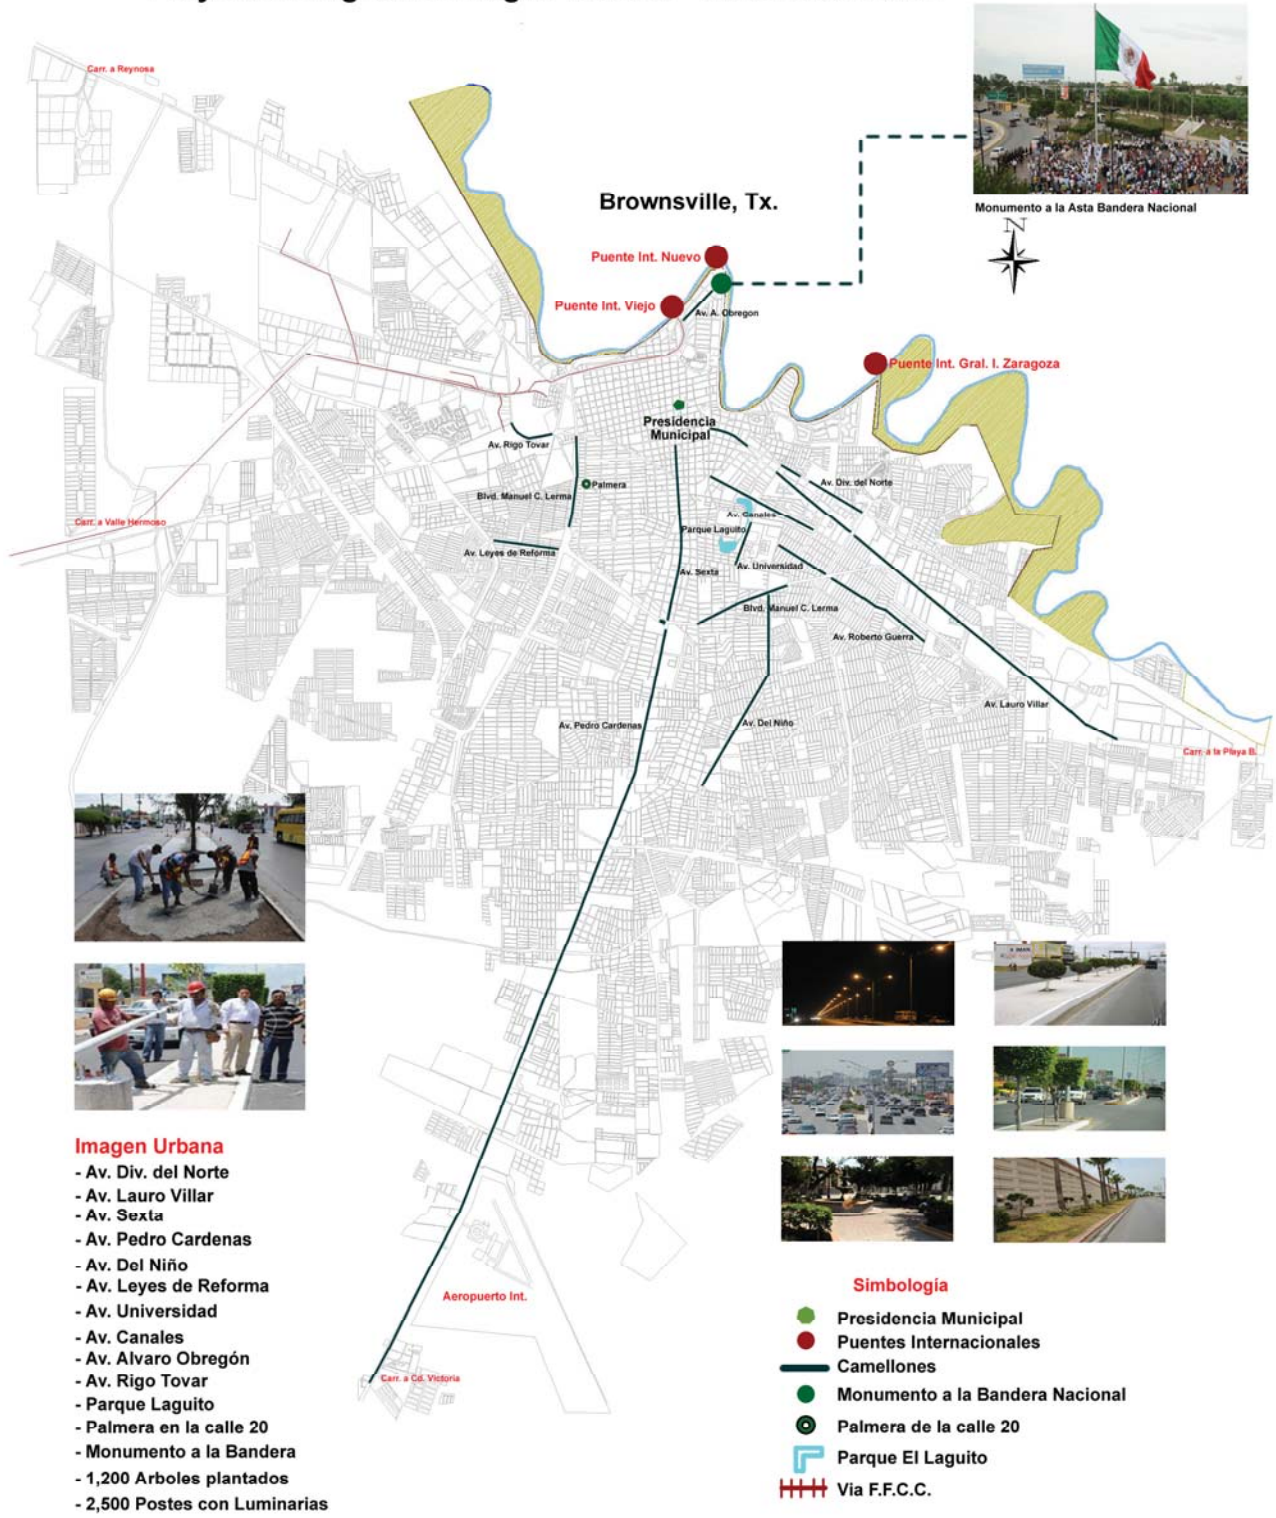 Carr. a Reynosa
Brownsville, Tx.
Monumento a la Asta Bandera Nacional
N
Puente Int. Nuevo
Puente Int. Viejo
Av. A. Obregon
Puente Int. Gral. I. Zaragoza
Presidencia
Municipal
Av. Rigo Tovar
Palmera
Av. Div. del Norte
Blvd. Manuel C. Lerma
Av. Canales
Carr. a Valle Hermoso
Parque Laguito
Av. Leyes de Reforma
Av. Universidad
Av. Sexta
Blvd. Manuel C. Lerma
Av. Roberto Guerra
Av. Lauro Villar
Av. Pedro Cardenas
Av. Del Niño
Carr. a la Playa B.
Imagen Urbana
- Av. Div. del Norte
- Av. Lauro Villar
- Av. Sexta
- Av. Pedro Cardenas
- Av. Del Niño
- Av. Leyes de Reforma
- Av. Universidad
- Av. Canales
- Av. Alvaro Obregón
- Av. Rigo Tovar
- Parque Laguito
- Palmera en la calle 20
- Monumento a la Bandera
- 1,200 Arboles plantados
- 2,500 Postes con Luminarias
Aeropuerto Int.
Carr. a Cd. Victoria
Simbología
Presidencia Municipal
Puentes Internacionales
Camellones
Monumento a la Bandera Nacional
Palmera de la calle 20
Parque El Laguito
Via F.F.C.C.